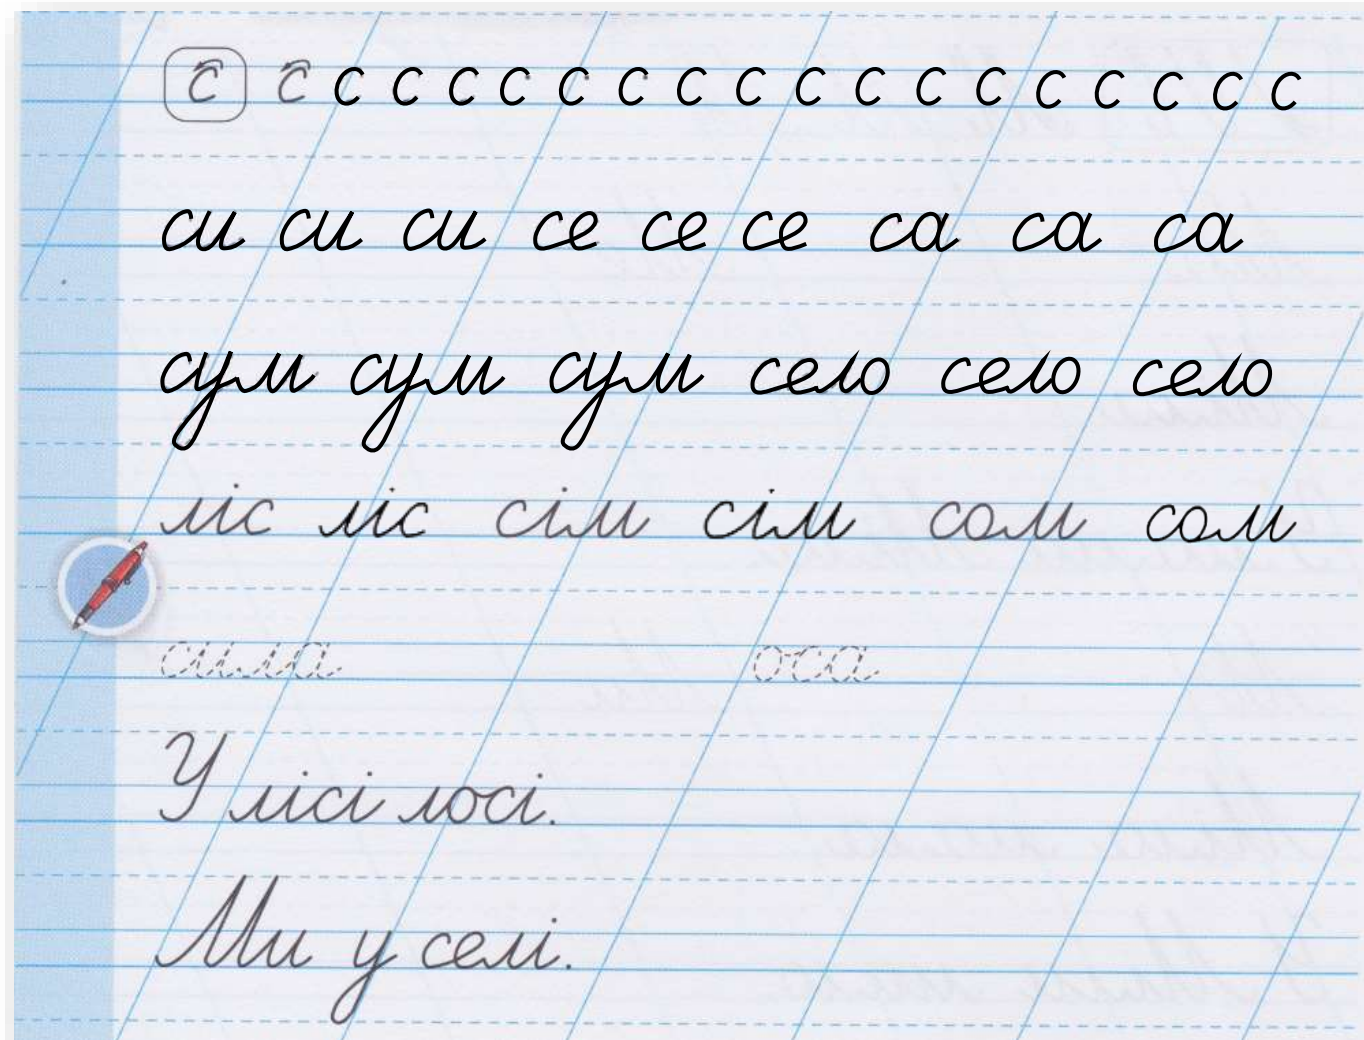 с с с с с с с с с с с с с с с с с с с
си си си се се се са са са
сум сум сум село село село
ліс ліс сім сім сом сом
сила оса
У лісі лосі.
Ми у селі.